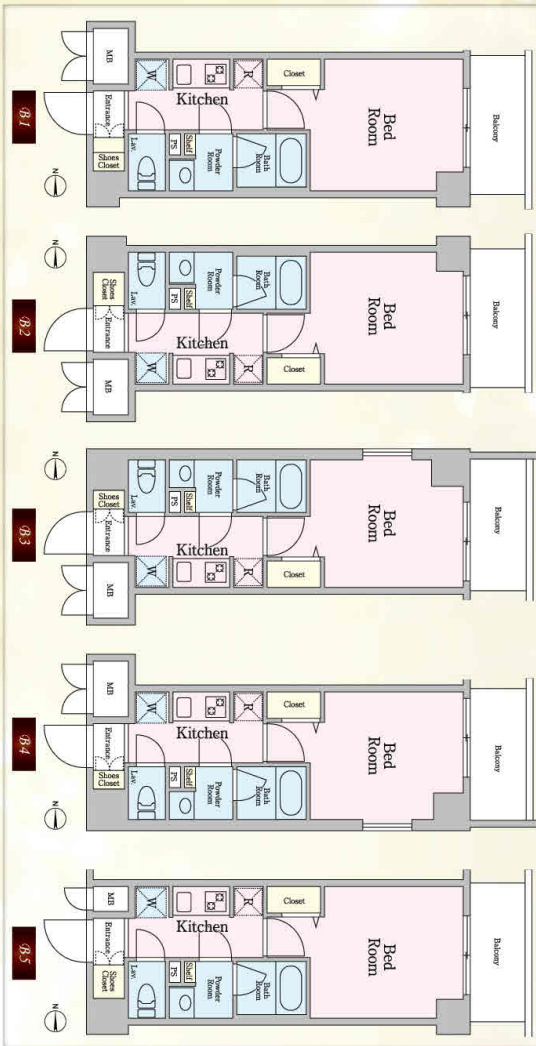 B1
N
MB
Entrance
Shoes
Closet
W
R
Closet
Kitchen
Lav.
PS
Shelf
Powder
Room
Bath
Room
Bed
Room
Balcony
B2
N
Shoes
Closet
Entrance
MB
Lav.
PS
Shelf
Powder
Room
Bath
Room
Kitchen
W
R
Closet
Bed
Room
Balcony
B3
N
Shoes
Closet
Entrance
MB
Lav.
PS
Shelf
Powder
Room
Bath
Room
Kitchen
W
R
Closet
Bed
Room
Balcony
B4
N
MB
Entrance
Shoes
Closet
W
R
Closet
Kitchen
Lav.
PS
Shelf
Powder
Room
Bath
Room
Bed
Room
Balcony
B5
N
MB
Entrance
Shoes
Closet
W
R
Closet
Kitchen
Lav.
PS
Shelf
Powder
Room
Bath
Room
Bed
Room
Balcony